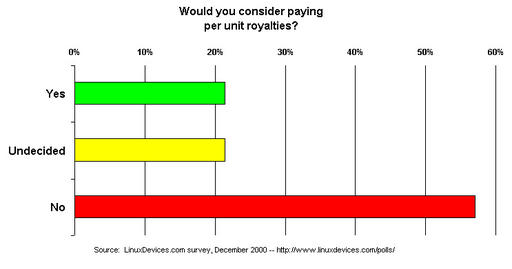 Would you consider paying
per unit royalties?
0% 10% 20% 30% 40% 50% 60%
Yes
Undecided
No
Source: LinuxDevices.com survey, December 2000 -- http://www.linuxdevices.com/polls/